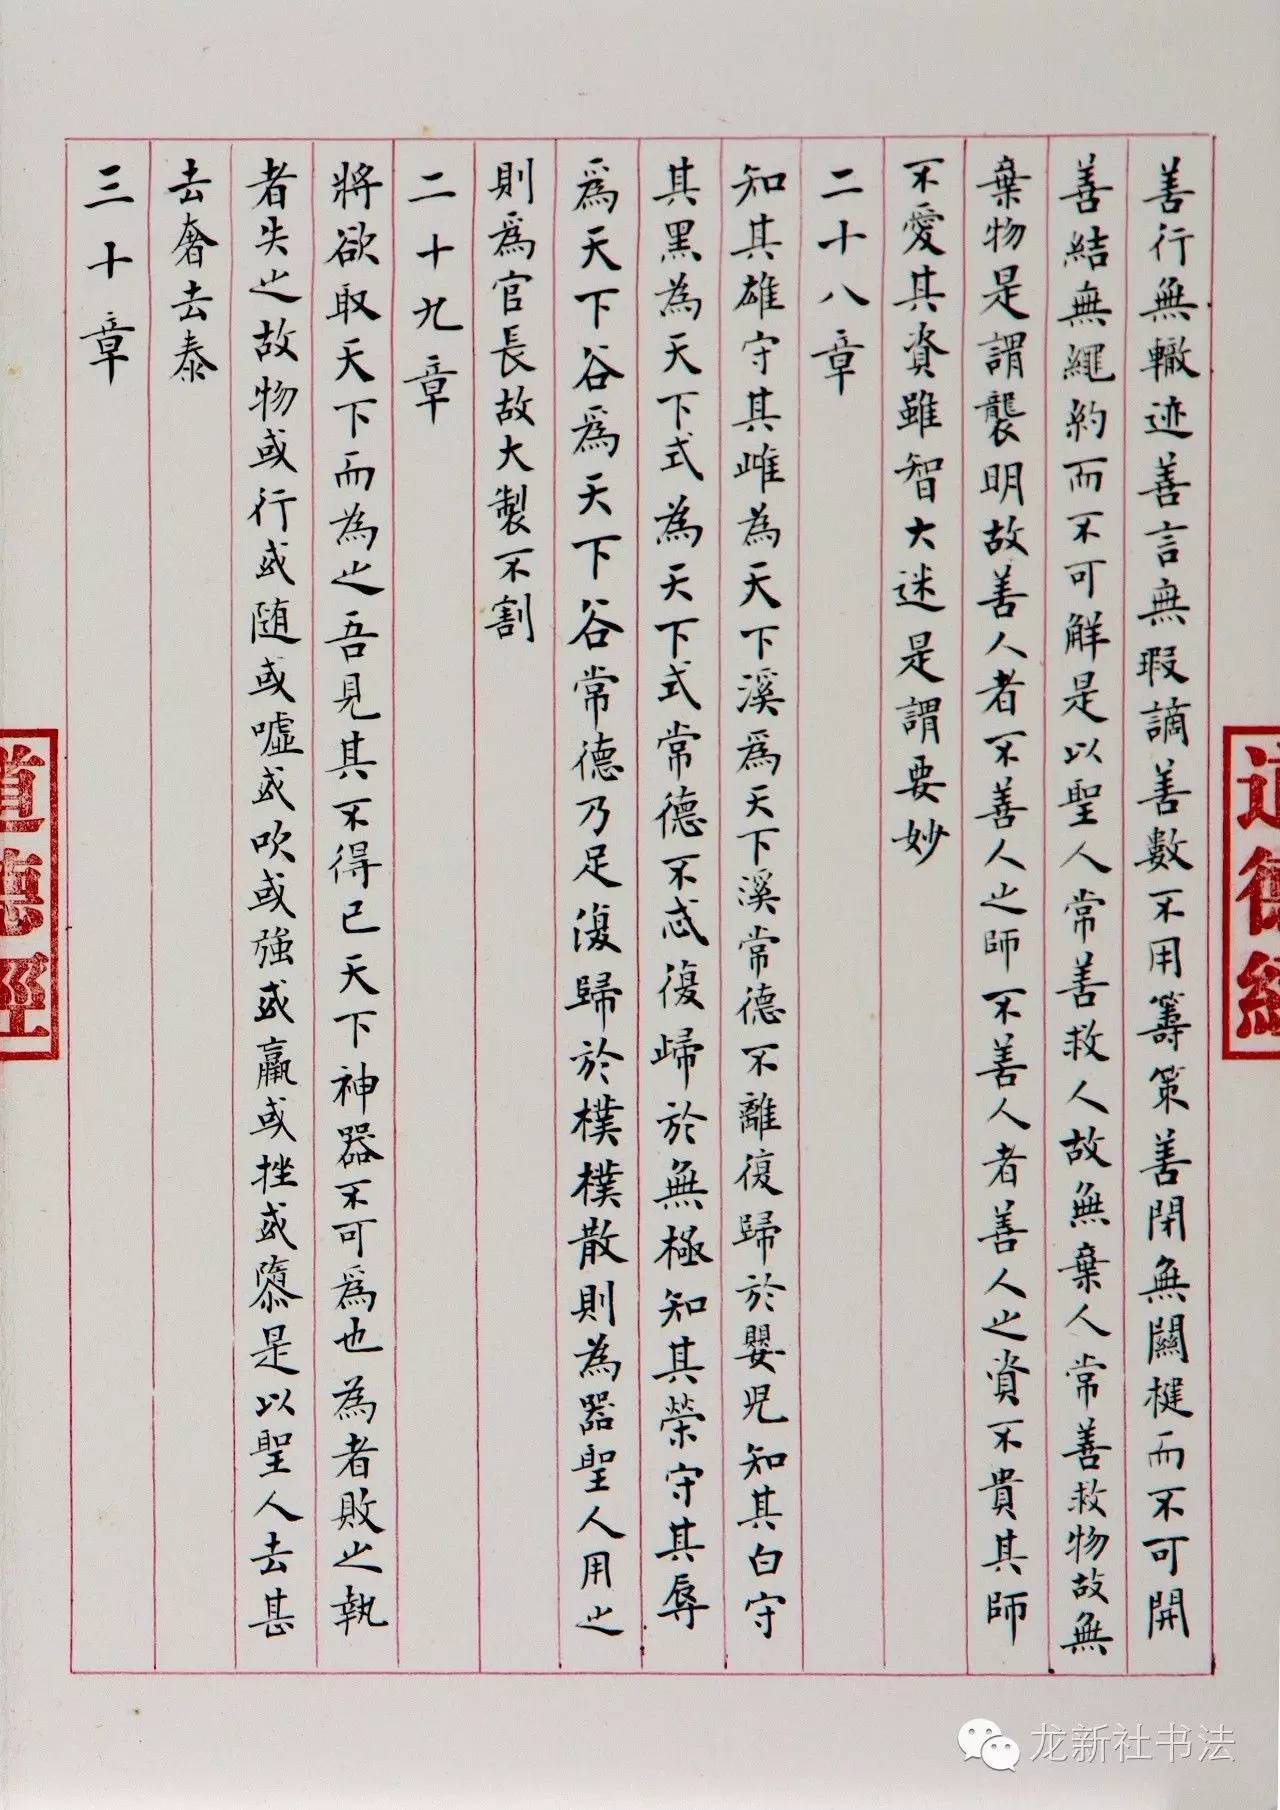 善行無轍迹善言無瑕謫善數不用籌策善閉無關楗而不可開
善結無繩約而不可解是以聖人常善救人故無棄人常善救物故無
棄物是謂襲明故善人者不善人之師不善人者善人之資不貴其師
不愛其資雖智大迷是謂要妙
二十八章
知其雄守其雌為天下溪爲天下溪常德不離復歸於嬰児知其白守
其黑為天下式為天下式常德不忒復歸於無極知其榮守其辱
爲天下谷爲天下谷常德乃足復歸於樸樸散則為器聖人用之
則爲官長故大製不割
二十九章
將欲取天下而為之吾見其不得已天下神器不可爲也為者敗之執
者失之故物或行或随或噓或吹或強或羸或挫或隳是以聖人去甚
去奢去泰
三十章
道德經
道德經
龙新社书法